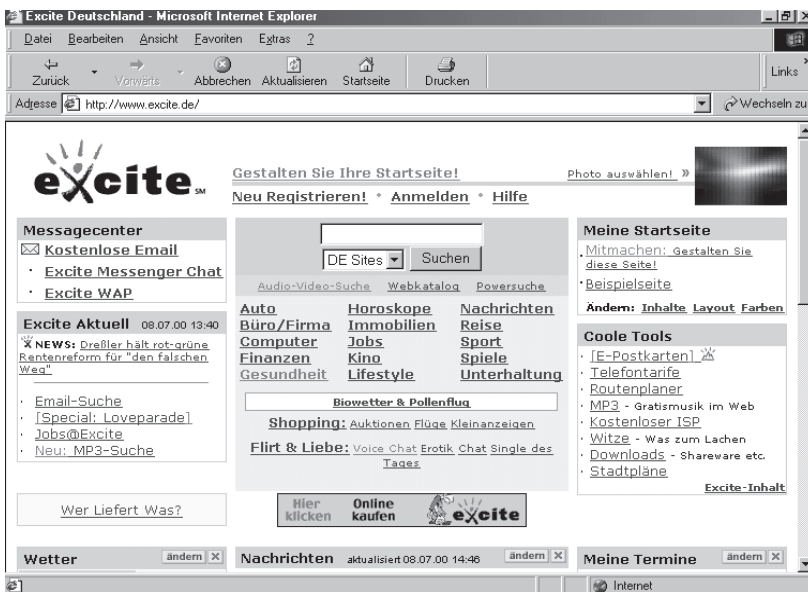 Excite Deutschland - Microsoft Internet Explorer
Datei Bearbeiten Ansicht Favoriten Extras ?
Zurück Vorwärts Abbrechen Aktualisieren Startseite Drucken Links
Adresse http://www.excite.de/ Wechseln zu
excite SM
Gestalten Sie Ihre Startseite!
Photo auswählen! »
Neu Registrieren! * Anmelden * Hilfe
Messagecenter
Kostenlose Email
· Excite Messenger Chat
· Excite WAP
Excite Aktuell 08.07.00 13:40
NEWS: Dreßler hält rot-grüne
Rentenreform für "den falschen
Weg"
· Email-Suche
· [Special: Loveparade]
· Jobs@Excite
· Neu: MP3-Suche
Wer Liefert Was?
DE Sites Suchen
Audio-Video-Suche Webkatalog Powersuche
Auto Horoskope Nachrichten
Büro/Firma Immobilien Reise
Computer Jobs Sport
Finanzen Kino Spiele
Gesundheit Lifestyle Unterhaltung
Biowetter & Pollenflug
Shopping: Auktionen Flüge Kleinanzeigen
Flirt & Liebe: Voice Chat Erotik Chat Single des
Tages
Hier Online
klicken kaufen excite
Meine Startseite
· Mitmachen: Gestalten Sie
diese Seite!
· Beispielseite
Ändern: Inhalte Layout Farben
Coole Tools
· [E-Postkarten]
· Telefontarife
· Routenplaner
· MP3 - Gratismusik im Web
· Kostenloser ISP
· Witze - Was zum Lachen
· Downloads - Shareware etc.
· Stadtpläne
Excite-Inhalt
Wetter ändern X
Nachrichten aktualisiert 08.07.00 14:46 ändern X
Meine Termine ändern X
Internet